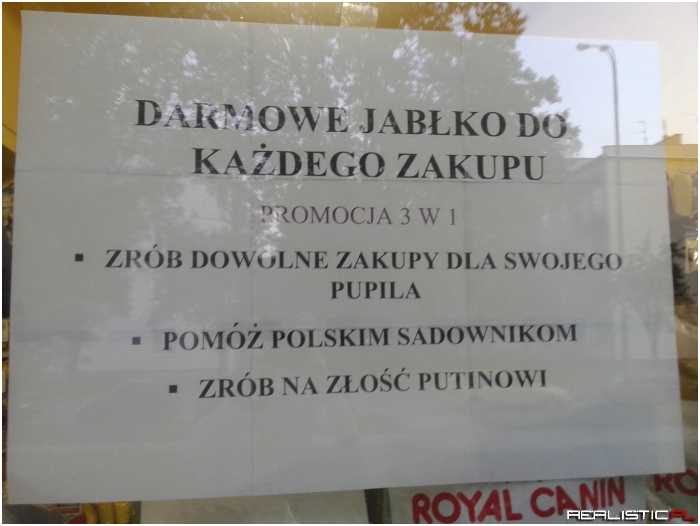 DARMOWE JABŁKO DO
KAŻDEGO ZAKUPU
PROMOCJA 3 W 1
▪ ZRÓB DOWOLNE ZAKUPY DLA SWOJEGO
PUPILA
▪ POMÓŻ POLSKIM SADOWNIKOM
▪ ZRÓB NA ZŁOŚĆ PUTINOWI
ROYAL CANIN
RO
REALISTIC.PL